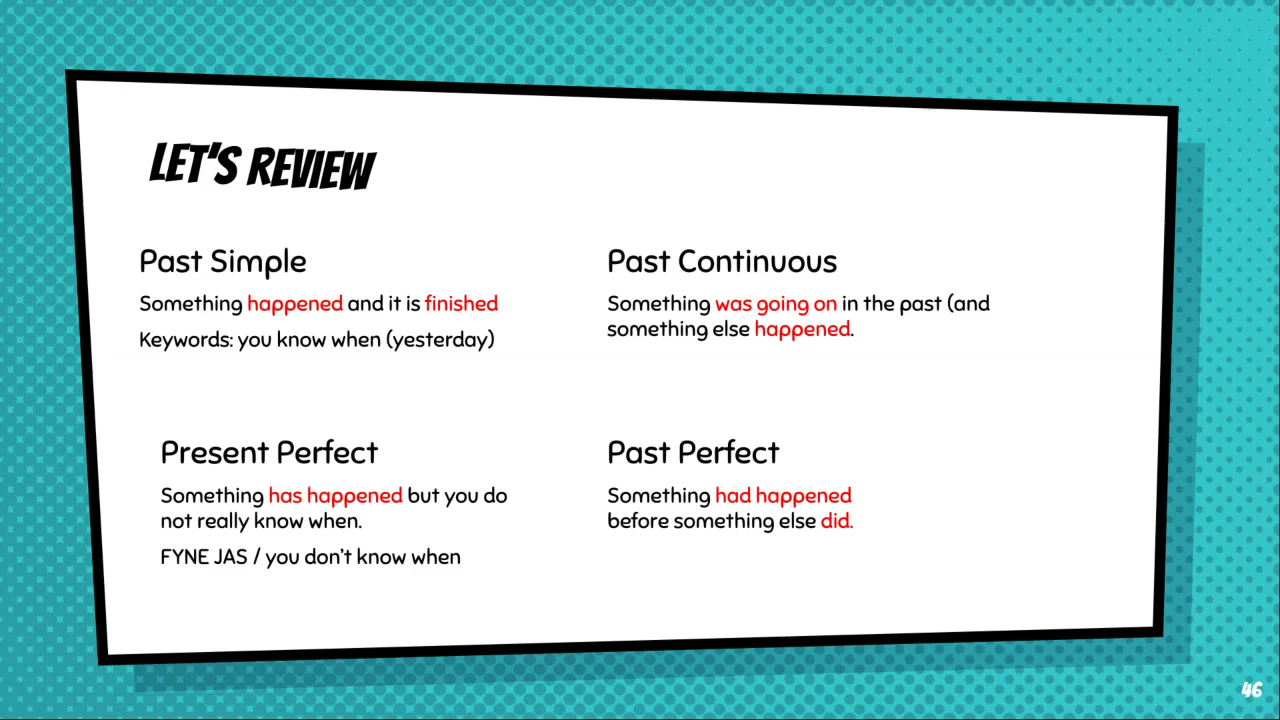 LET'S REVIEW
Past Simple
Something happened and it is finished
Keywords: you know when (yesterday)
Past Continuous
Something was going on in the past (and
something else happened.
Present Perfect
Something has happened but you do
not really know when.
FYNE JAS / you don't know when
Past Perfect
Something had happened
before something else did.
46